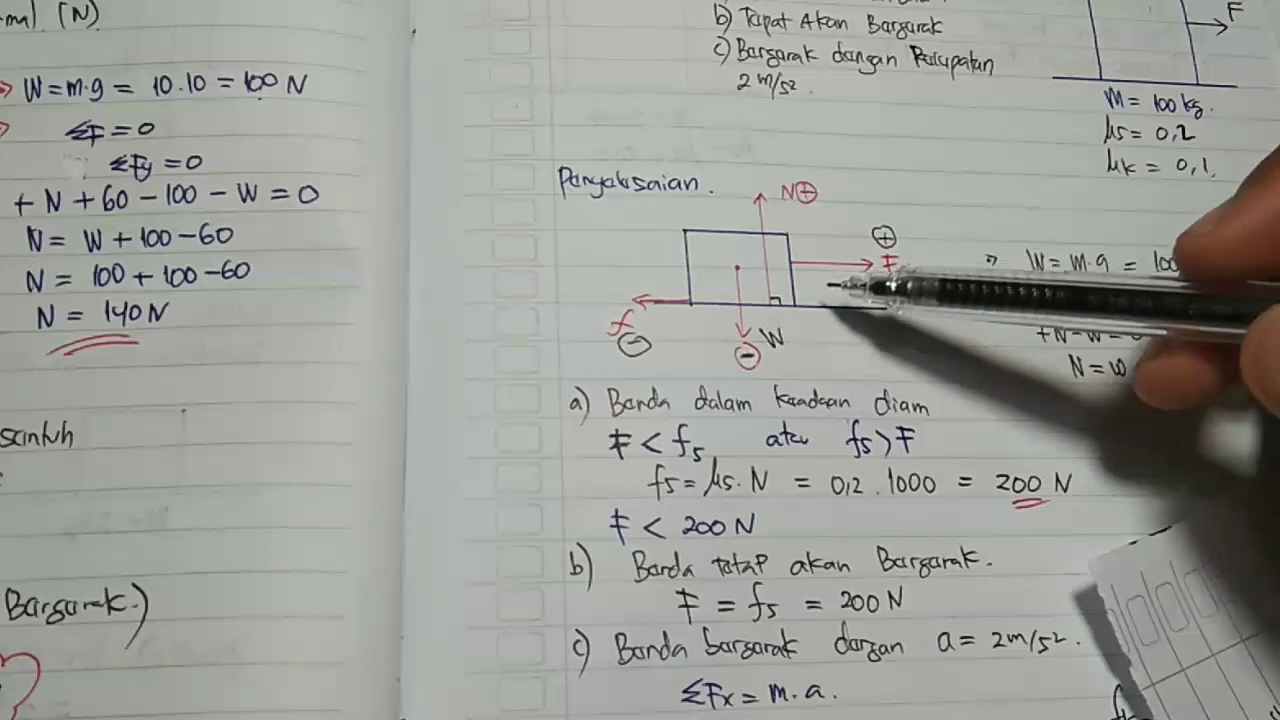 mal (N)
W = m.g = 10.10 = 100 N
ΣF = 0
ΣFy = 0
+ N + 60 - 100 - W = 0
N = W + 100 - 60
N = 100 + 100 - 60
N = 140 N
Bergerak.)
b) Tepat Akan Bergerak
c) Bergerak dengan Percepatan
2 m/s².
F
m = 100 kg.
μs = 0,2
μk = 0,1.
Penyelesaian.
N +
+
F
W = m.g = 100
f
-
W
-
+N-W=0
N = W
a) Benda dalam keadaan diam
F < fs atau fs > F
fs = μs. N = 0,2 . 1000 = 200 N
F < 200 N
b) Benda tetap akan Bergerak.
F = fs = 200 N
c) Benda bergerak dengan a = 2 m/s².
ΣFx = m.a.